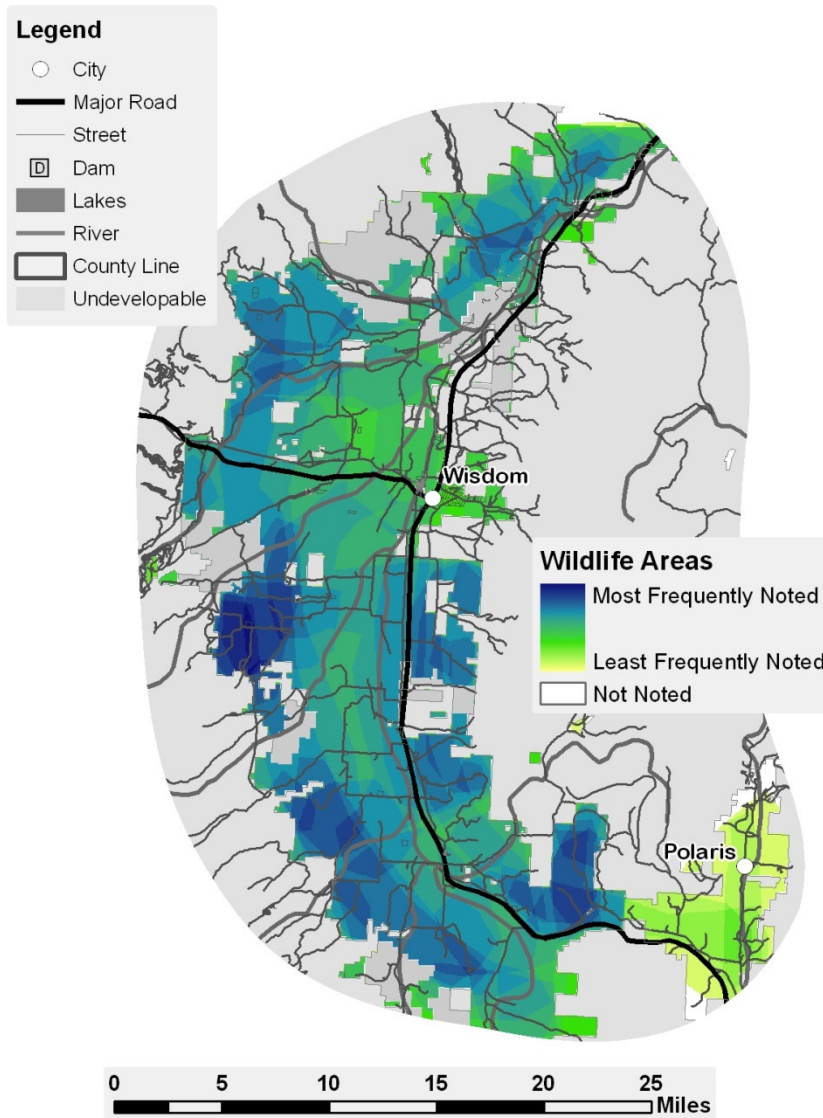 Legend
City
Major Road
Street
D Dam
Lakes
River
County Line
Undevelopable
Wisdom
Wildlife Areas
Most Frequently Noted
Least Frequently Noted
Not Noted
Polaris
0 5 10 15 20 25
Miles